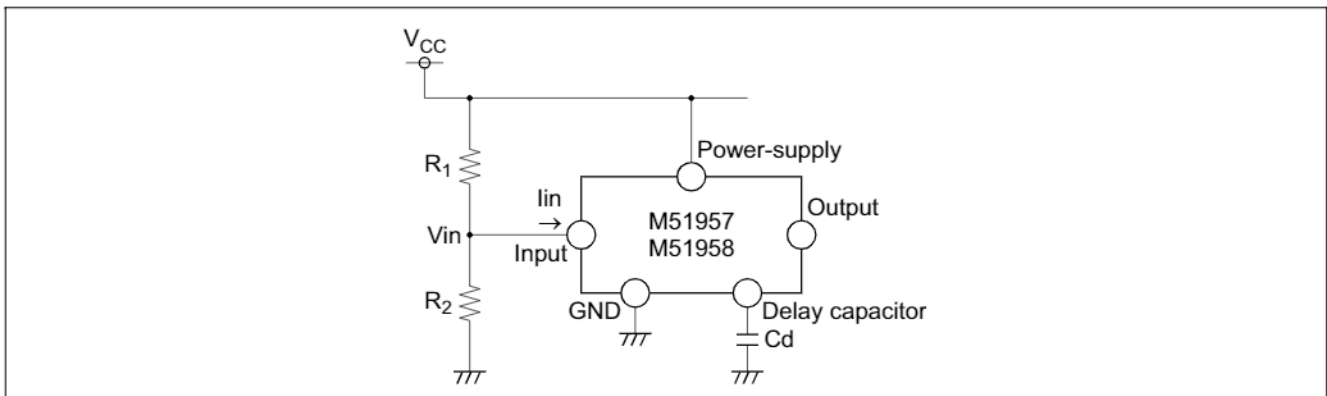 VCC
Power-supply
R1
Iin
→
M51957
Output
Vin
Input
M51958
R2
GND
Delay capacitor
Cd